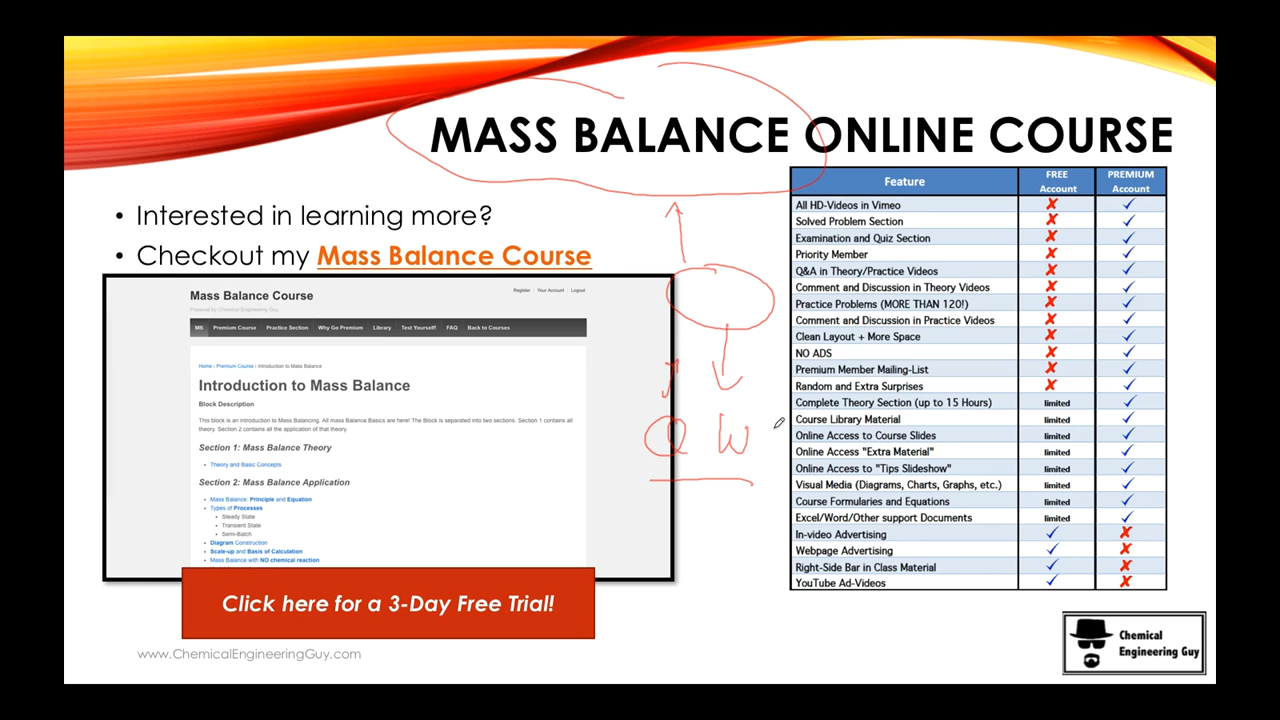 MASS BALANCE ONLINE COURSE
• Interested in learning more?
• Checkout my Mass Balance Course
Mass Balance Course
Register | Your Account | Logout
Powered by Chemical Engineering Guy
MB Premium Course Practice Section Why Go Premium Library Test Yourself! FAQ Back to Courses
Home › Premium Course › Introduction to Mass Balance
Introduction to Mass Balance
Block Description
This block is an introduction to Mass Balancing. All mass Balance Basics are here! The Block is separated into two sections. Section 1 contains all
theory. Section 2 contains all the application of that theory.
Section 1: Mass Balance Theory
• Theory and Basic Concepts
Section 2: Mass Balance Application
• Mass Balance: Principle and Equation
• Types of Processes
• Steady State
• Transient State
• Semi-Batch
• Diagram Construction
• Scale-up and Basis of Calculation
• Mass Balance with NO chemical reaction
Click here for a 3-Day Free Trial!
www.ChemicalEngineeringGuy.com
Q W
Feature FREE Account PREMIUM Account
All HD-Videos in Vimeo ✗ ✓
Solved Problem Section ✗ ✓
Examination and Quiz Section ✗ ✓
Priority Member ✗ ✓
Q&A in Theory/Practice Videos ✗ ✓
Comment and Discussion in Theory Videos ✗ ✓
Practice Problems (MORE THAN 120!) ✗ ✓
Comment and Discussion in Practice Videos ✗ ✓
Clean Layout + More Space ✗ ✓
NO ADS ✗ ✓
Premium Member Mailing-List ✗ ✓
Random and Extra Surprises ✗ ✓
Complete Theory Section (up to 15 Hours) limited ✓
Course Library Material limited ✓
Online Access to Course Slides limited ✓
Online Access "Extra Material" limited ✓
Online Access to "Tips Slideshow" limited ✓
Visual Media (Diagrams, Charts, Graphs, etc.) limited ✓
Course Formularies and Equations limited ✓
Excel/Word/Other support Documents limited ✓
In-video Advertising ✓ ✗
Webpage Advertising ✓ ✗
Right-Side Bar in Class Material ✓ ✗
YouTube Ad-Videos ✓ ✗
Chemical
Engineering Guy